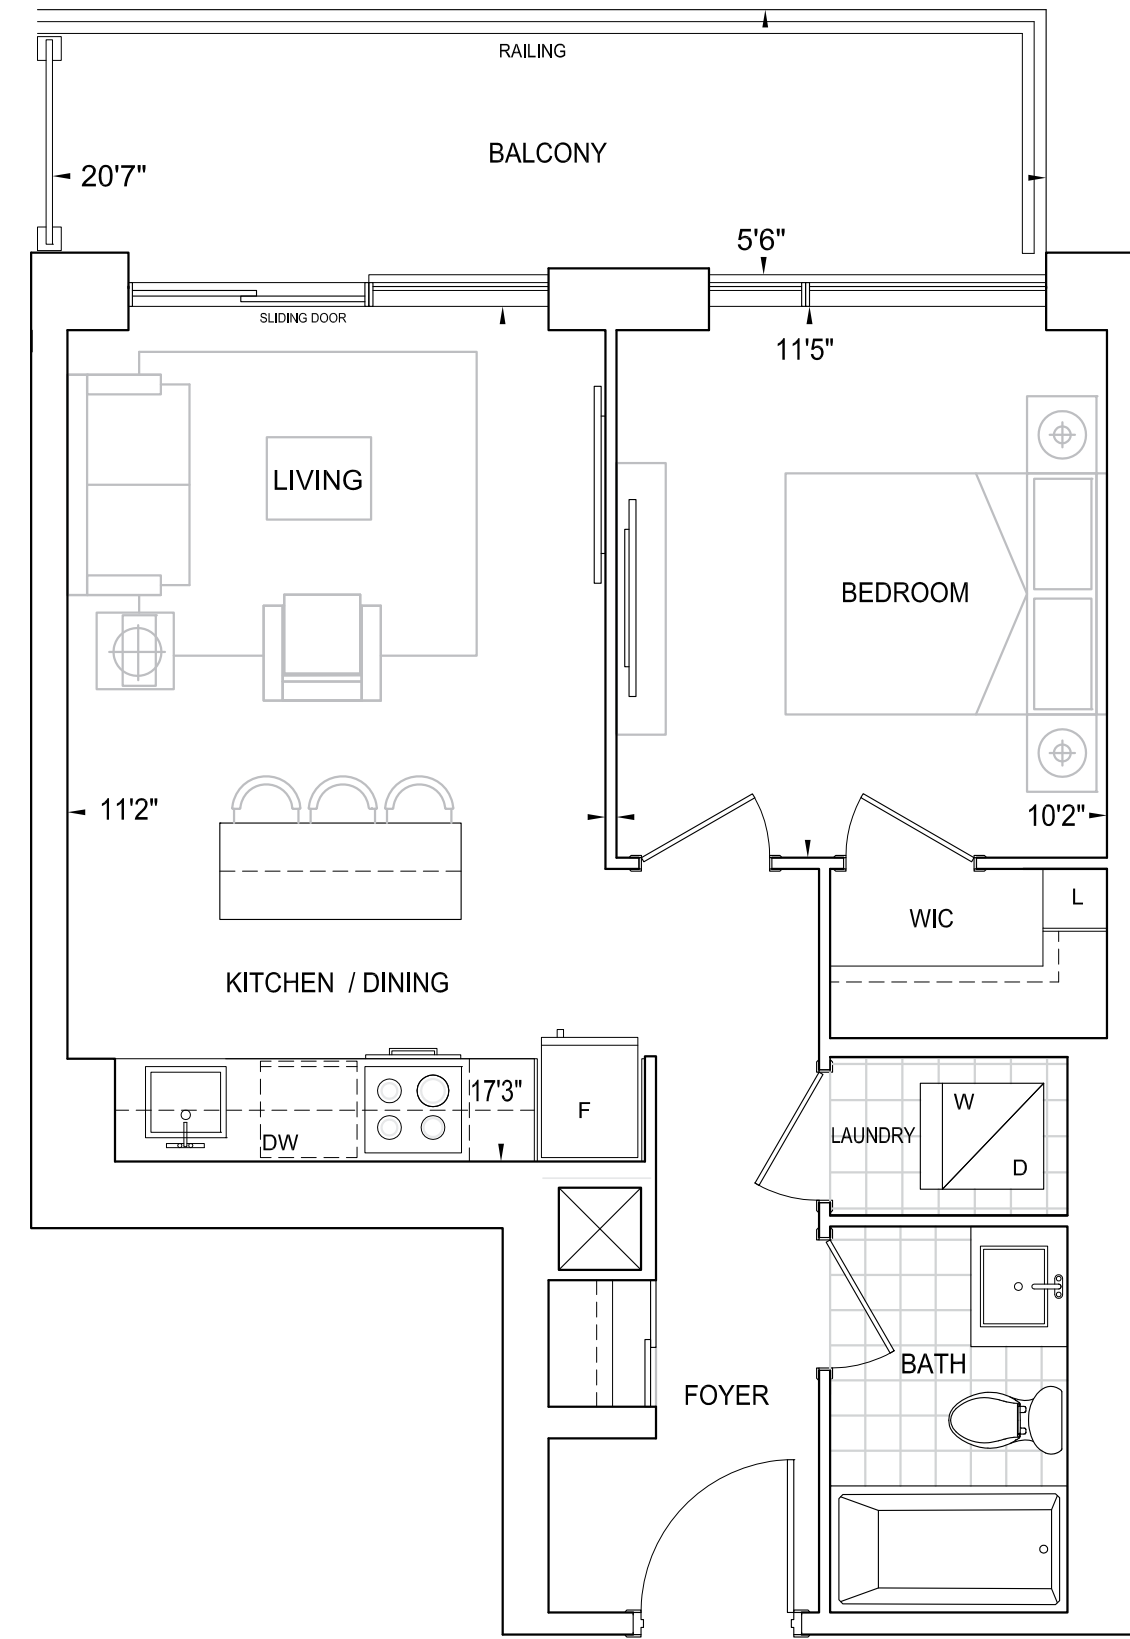 RAILING
BALCONY
20'7"
5'6"
SLIDING DOOR
11'5"
LIVING
BEDROOM
11'2"
10'2"
L
WIC
KITCHEN / DINING
17'3"
F
W
LAUNDRY
DW
D
BATH
FOYER